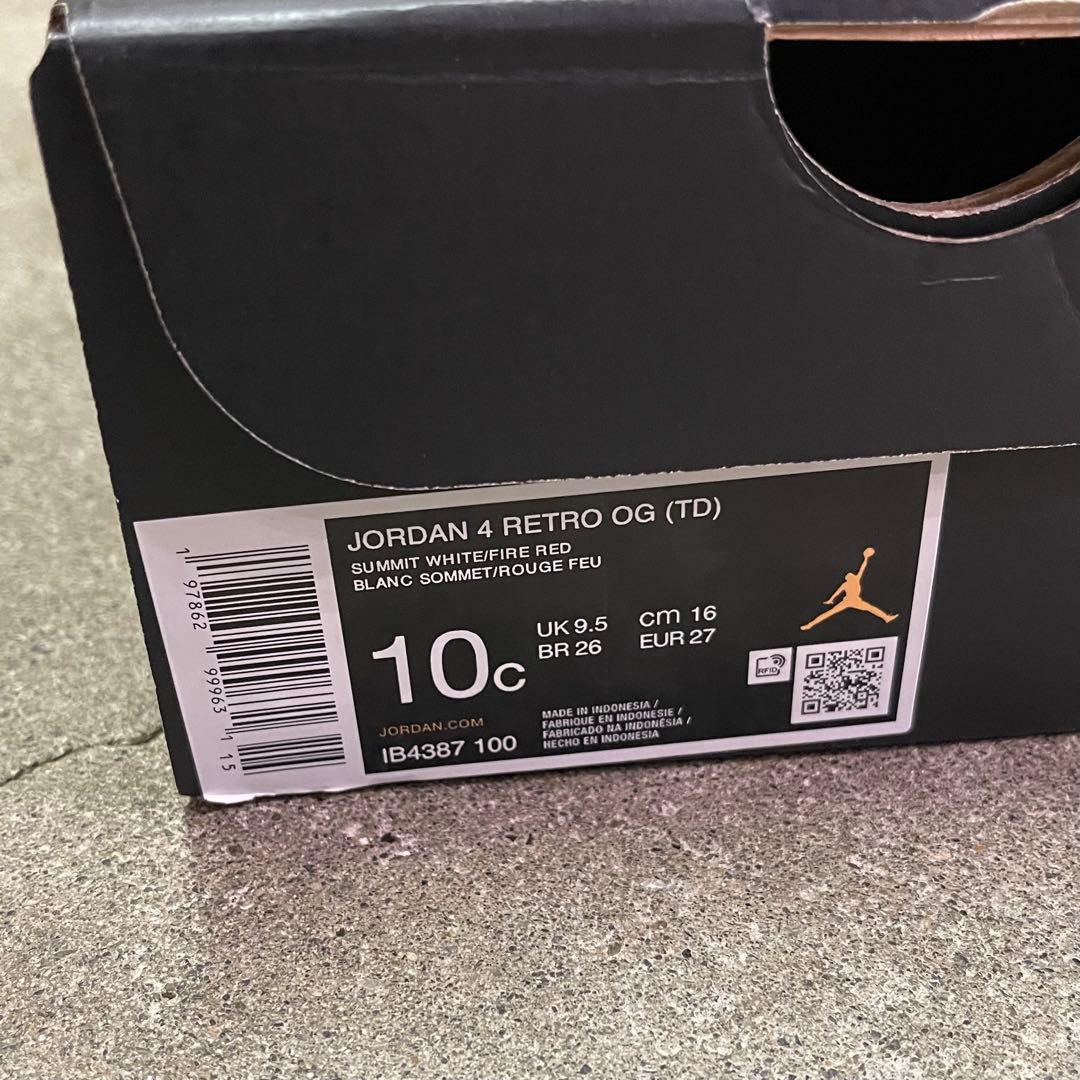 JORDAN 4 RETRO OG (TD)
SUMMIT WHITE/FIRE RED
BLANC SOMMET/ROUGE FEU
10C
UK 9.5 cm 16
BR 26 EUR 27
RFID
JORDAN.COM
IB4387 100
MADE IN INDONESIA /
FABRIQUE EN INDONESIE /
FABRICADO NA INDONÉSIA /
HECHO EN INDONESIA
1 97862 99963 1 15